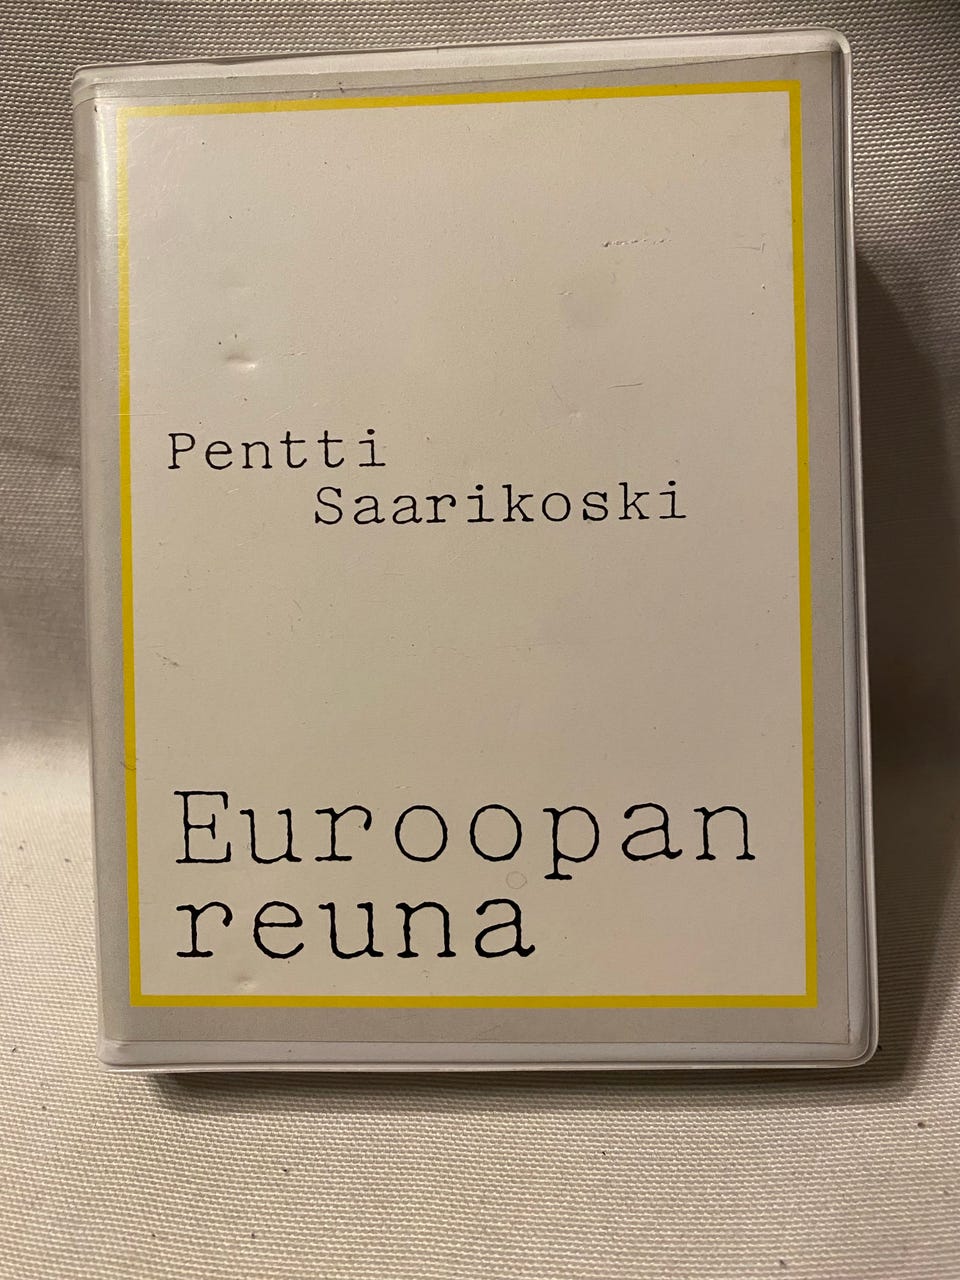 Pentti
Saarikoski
Euroopan
reuna